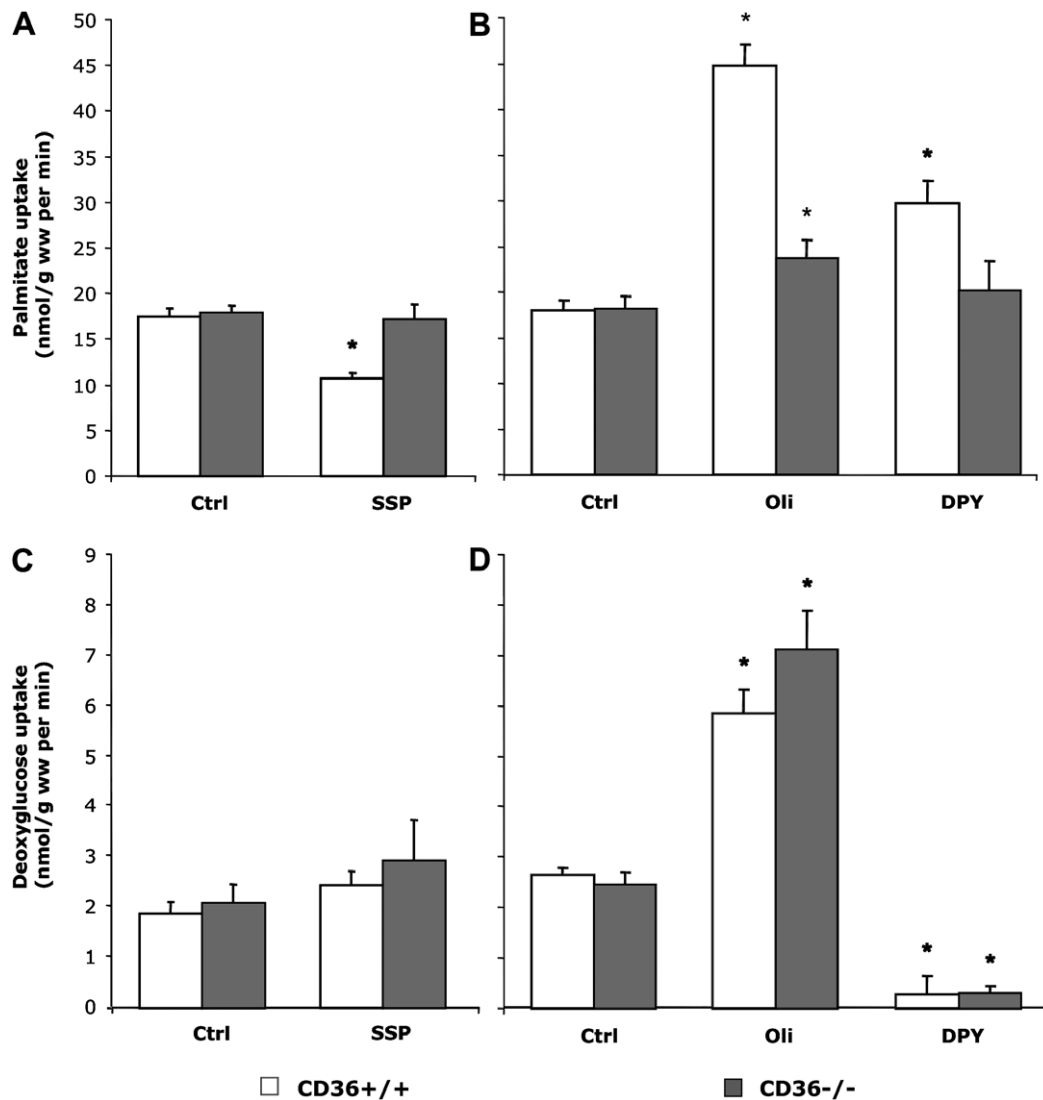 A
B
50
45
40
35
30
25
20
15
10
5
0
Palmitate uptake
(nmol/g ww per min)
*
*
*
*
Ctrl
SSP
Ctrl
Oli
DPY
C
D
9
8
7
6
5
4
3
2
1
0
Deoxyglucose uptake
(nmol/g ww per min)
*
*
*
*
Ctrl
SSP
Ctrl
Oli
DPY
CD36+/+
CD36-/-